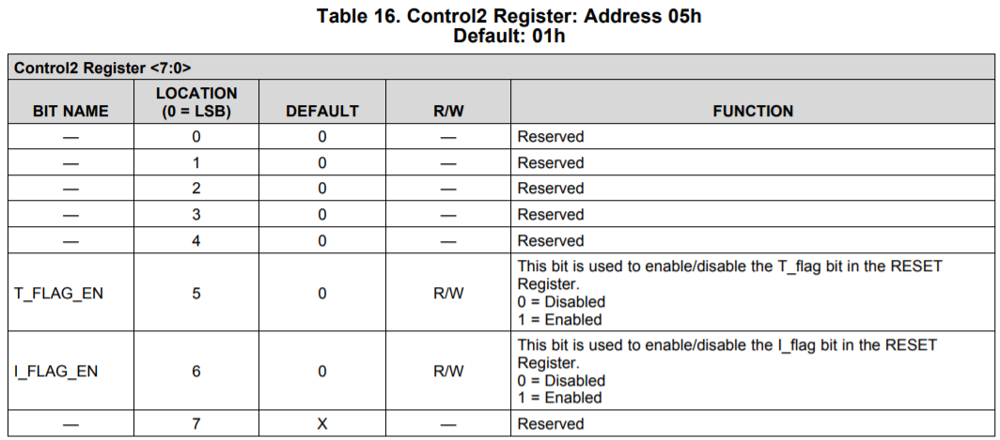 Table 16. Control2 Register: Address 05h
Default: 01h
Control2 Register <7:0>
BIT NAME LOCATION (0 = LSB) DEFAULT R/W FUNCTION
— 0 0 — Reserved
— 1 0 — Reserved
— 2 0 — Reserved
— 3 0 — Reserved
— 4 0 — Reserved
T_FLAG_EN 5 0 R/W This bit is used to enable/disable the T_flag bit in the RESET
Register.
0 = Disabled
1 = Enabled
I_FLAG_EN 6 0 R/W This bit is used to enable/disable the I_flag bit in the RESET
Register.
0 = Disabled
1 = Enabled
— 7 X — Reserved